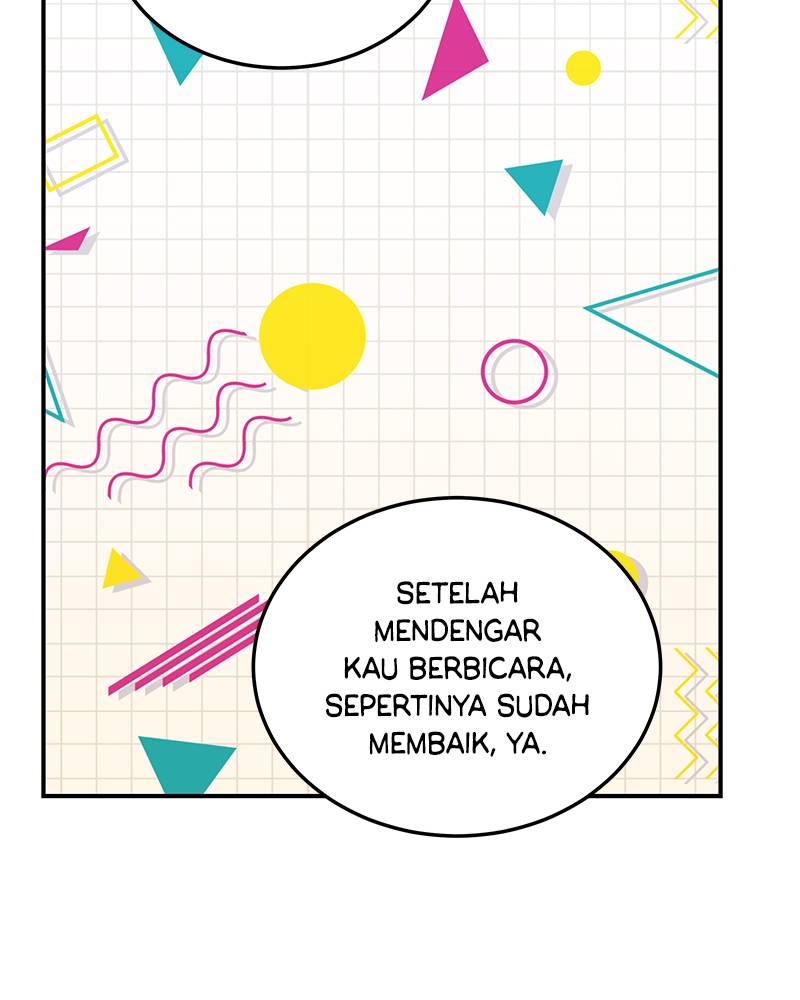 SETELAH
MENDENGAR
KAU BERBICARA,
SEPERTINYA SUDAH
MEMBAIK, YA.